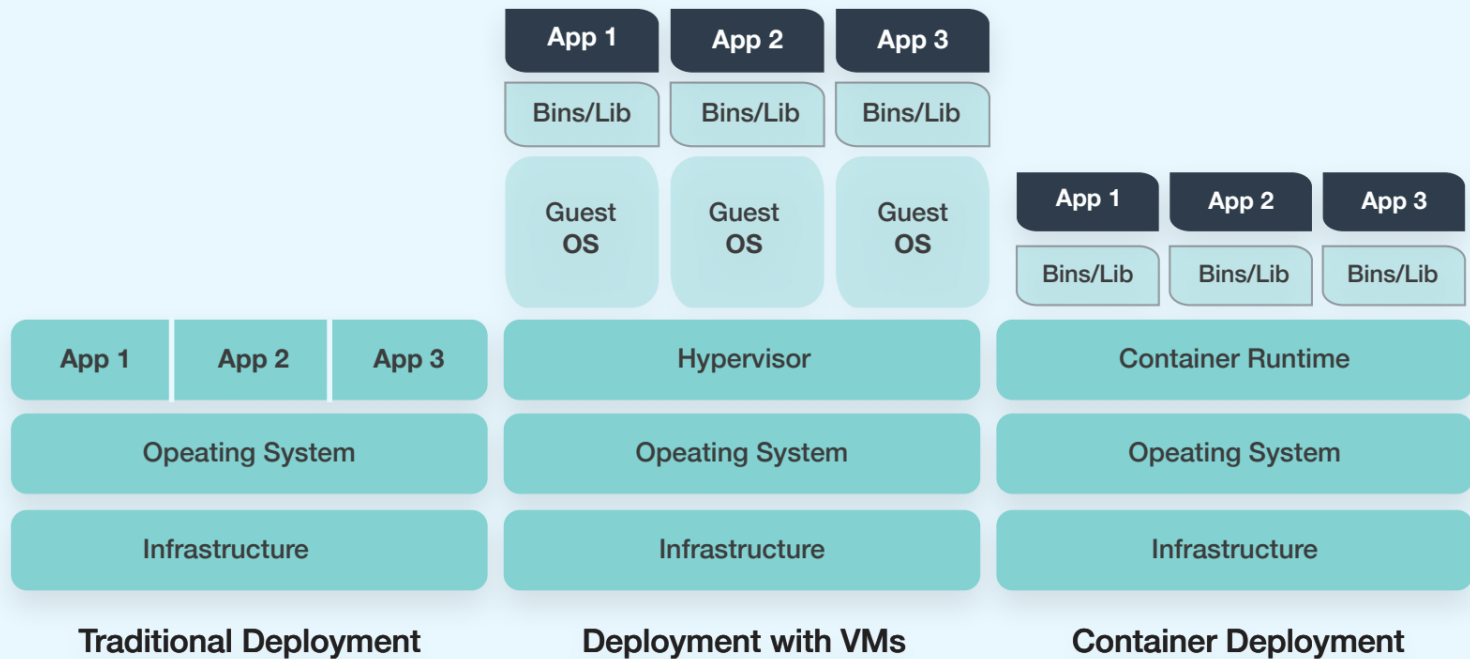 App 1
App 2
App 3
Bins/Lib
Bins/Lib
Bins/Lib
Guest
OS
Guest
OS
Guest
OS
App 1
App 2
App 3
Bins/Lib
Bins/Lib
Bins/Lib
App 1
App 2
App 3
Hypervisor
Container Runtime
Opeating System
Opeating System
Opeating System
Infrastructure
Infrastructure
Infrastructure
Traditional Deployment
Deployment with VMs
Container Deployment